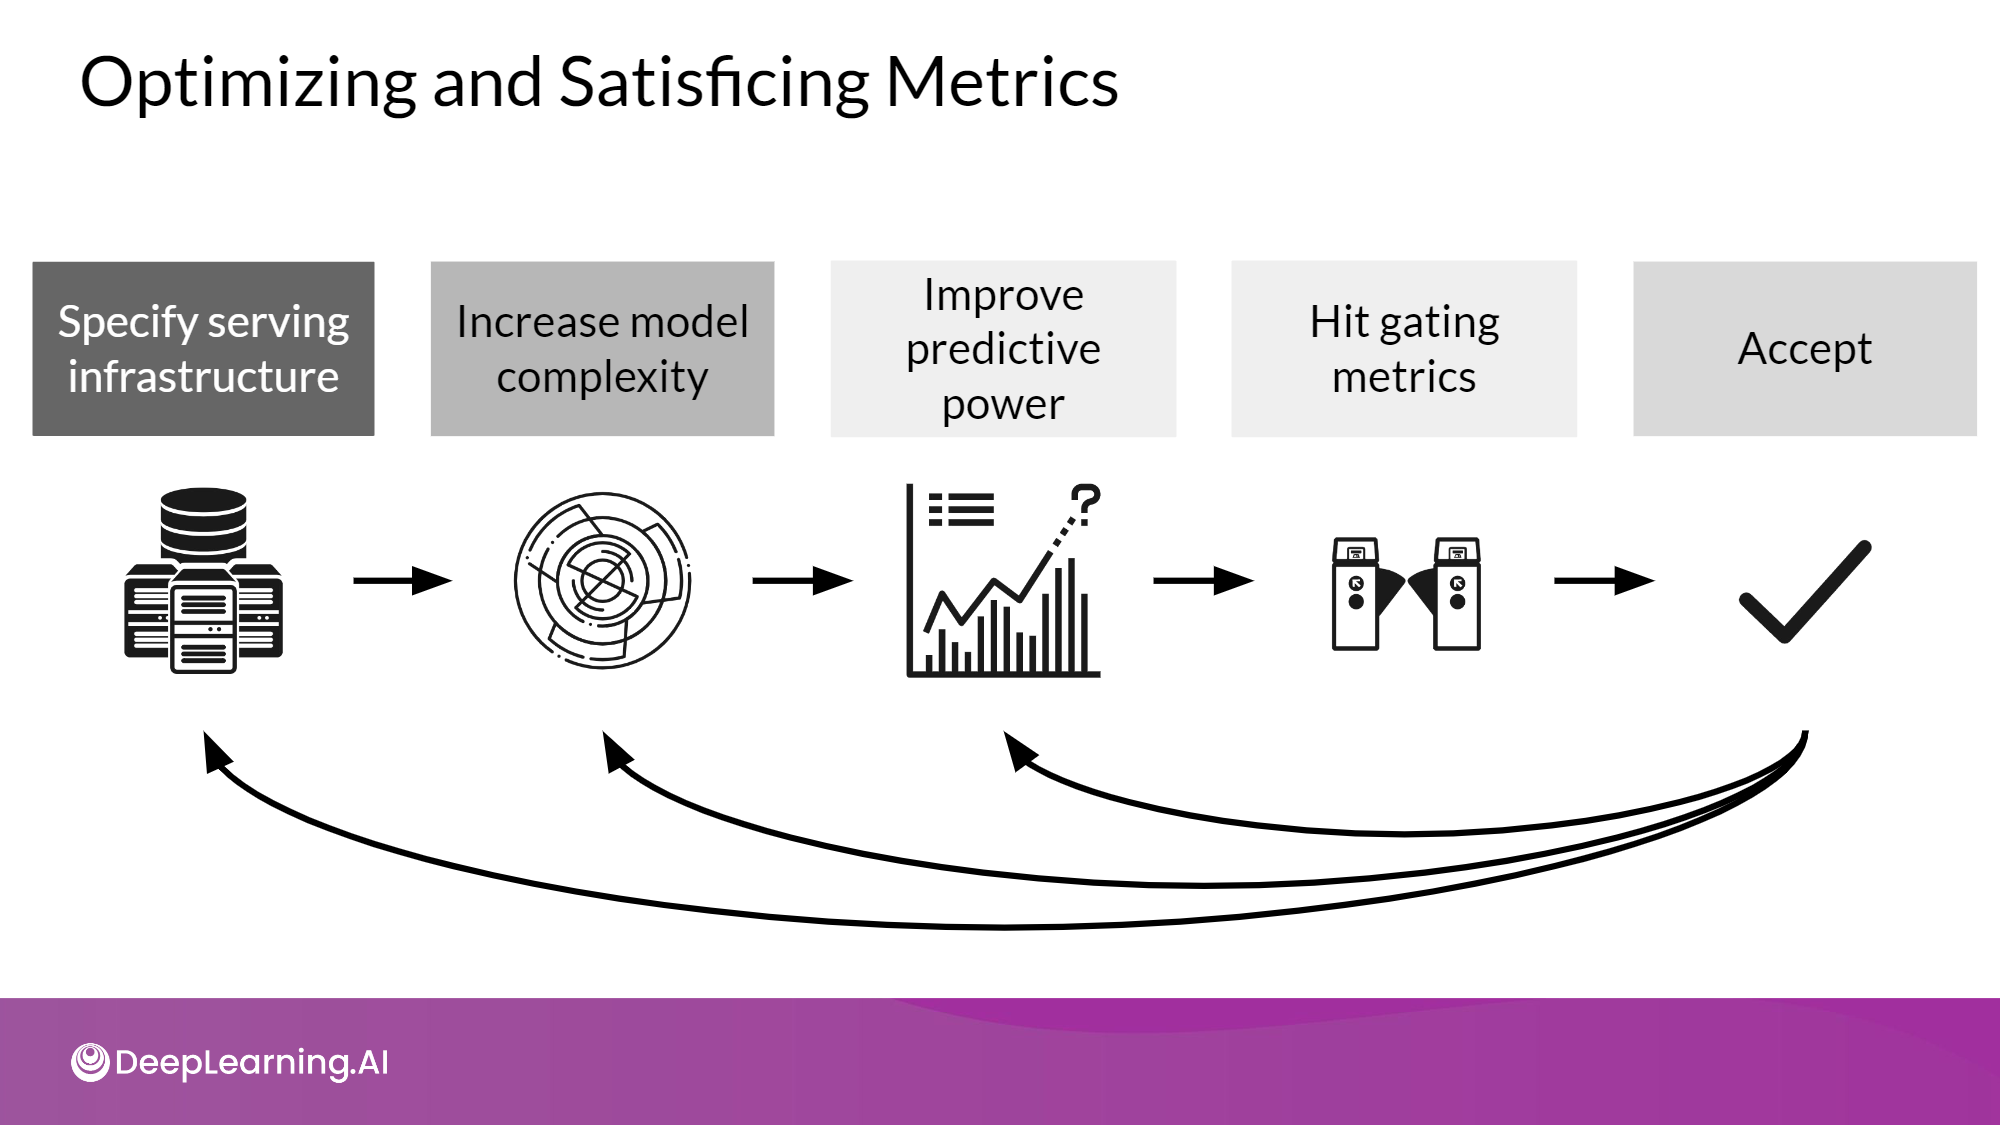 Optimizing and Satisficing Metrics
Specify serving
infrastructure
Increase model
complexity
Improve
predictive
power
Hit gating
metrics
Accept
?
DeepLearning.AI